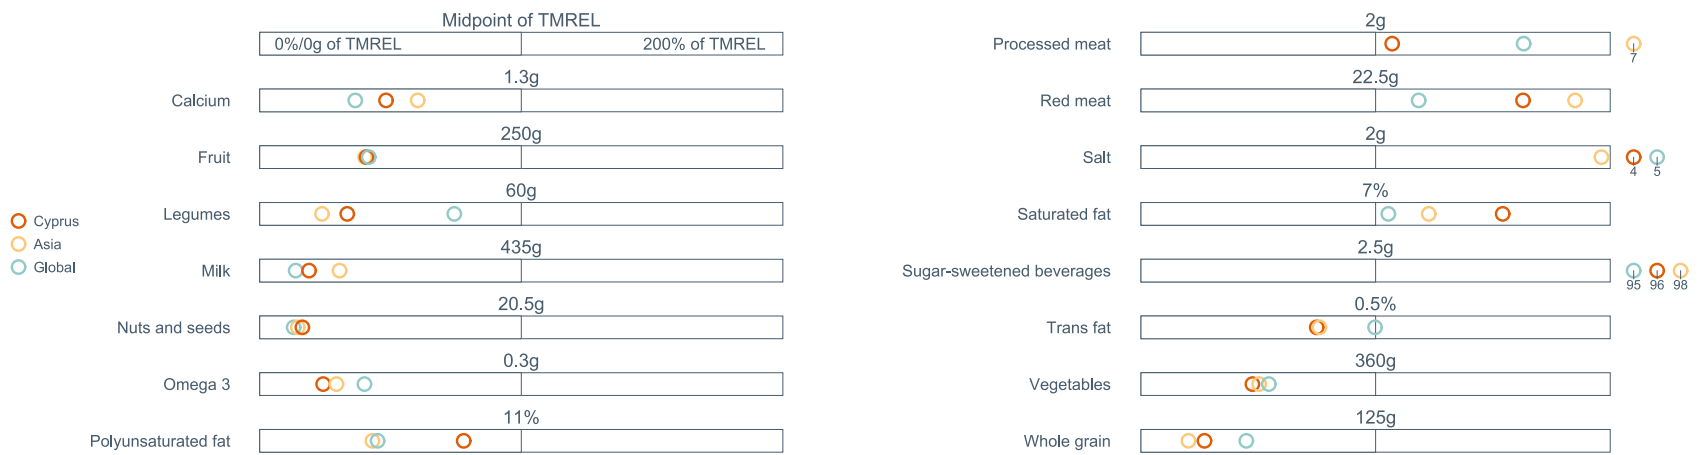 Midpoint of TMREL
0%/0g of TMREL
200% of TMREL
1.3g
Calcium
250g
Fruit
60g
Legumes
435g
Milk
20.5g
Nuts and seeds
0.3g
Omega 3
11%
Polyunsaturated fat
Cyprus
Asia
Global
2g
Processed meat
7
22.5g
Red meat
2g
Salt
4 5
7%
Saturated fat
2.5g
Sugar-sweetened beverages
95 96 98
0.5%
Trans fat
360g
Vegetables
125g
Whole grain